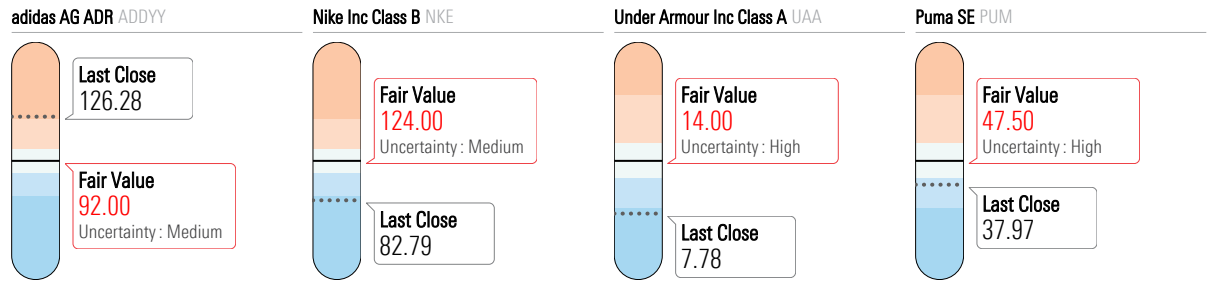 adidas AG ADR ADDYY
Last Close
126.28
Fair Value
92.00
Uncertainty : Medium
Nike Inc Class B NKE
Fair Value
124.00
Uncertainty : Medium
Last Close
82.79
Under Armour Inc Class A UAA
Fair Value
14.00
Uncertainty : High
Last Close
7.78
Puma SE PUM
Fair Value
47.50
Uncertainty : High
Last Close
37.97